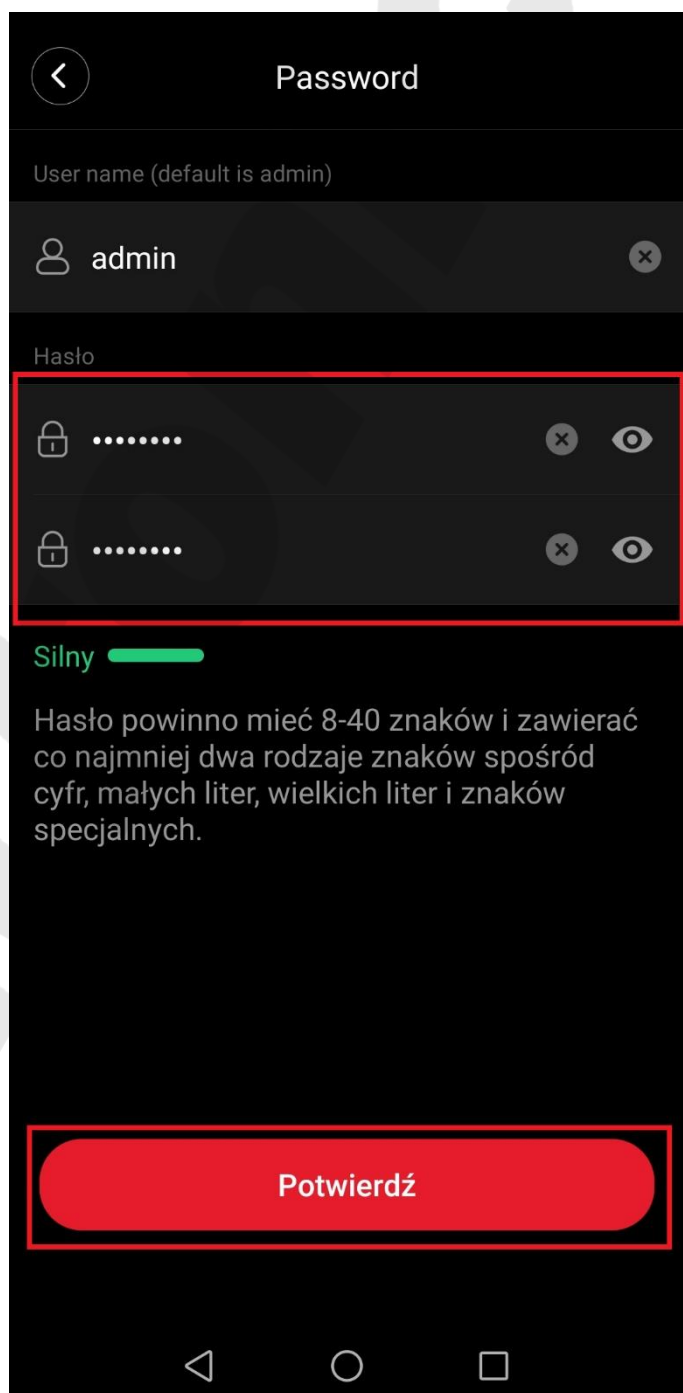 Password
User name (default is admin)
admin
Hasło
••••••••
••••••••
Silny
Hasło powinno mieć 8-40 znaków i zawierać
co najmniej dwa rodzaje znaków spośród
cyfr, małych liter, wielkich liter i znaków
specjalnych.
Potwierdź